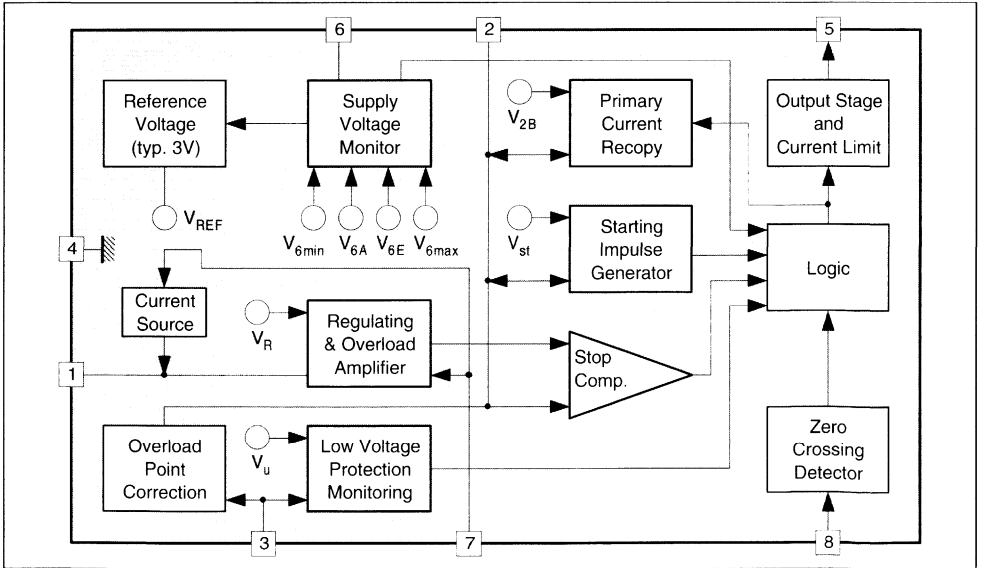 6
2
5
Reference
Voltage
(typ. 3V)
Supply
Voltage
Monitor
V2B
Primary
Current
Recopy
Output Stage
and
Current Limit
VREF
V6min
V6A
V6E
V6max
Vst
Starting
Impulse
Generator
Logic
4
Current
Source
VR
Regulating
& Overload
Amplifier
Stop
Comp.
1
Overload
Point
Correction
Vu
Low Voltage
Protection
Monitoring
Zero
Crossing
Detector
3
7
8